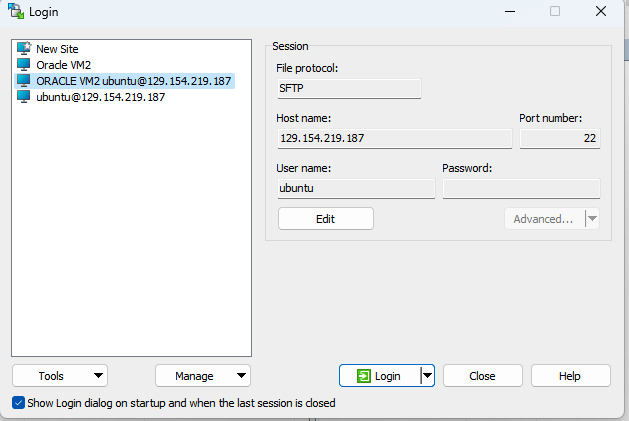 Login
New Site
Oracle VM2
ORACLE VM2 ubuntu@129.154.219.187
ubuntu@129.154.219.187
Session
File protocol:
SFTP
Host name:
Port number:
129.154.219.187
22
User name:
Password:
ubuntu
Edit
Advanced...
Tools
Manage
Login
Close
Help
Show Login dialog on startup and when the last session is closed